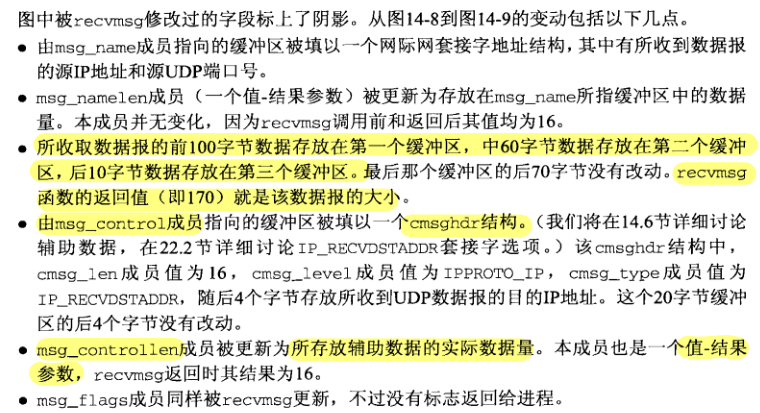 图中被recvmsg修改过的字段标上了阴影。从图14-8到图14-9的变动包括以下几点。
● 由msg_name成员指向的缓冲区被填以一个网际网套接字地址结构，其中有所收到数据报
的源IP地址和源UDP端口号。
● msg_namelen成员（一个值-结果参数）被更新为存放在msg_name所指缓冲区中的数据
量。本成员并无变化，因为recvmsg调用前和返回后其值均为16。
● 所收取数据报的前100字节数据存放在第一个缓冲区，中60字节数据存放在第二个缓冲
区，后10字节数据存放在第三个缓冲区。最后那个缓冲区的后70字节没有改动。recvmsg
函数的返回值（即170）就是该数据报的大小。
● 由msg_control成员指向的缓冲区被填以一个cmsghdr结构。（我们将在14.6节详细讨论
辅助数据，在22.2节详细讨论IP_RECVDSTADDR套接字选项。）该cmsghdr结构中，
cmsg_len成员值为16，cmsg_level成员值为IPPROTO_IP，cmsg_type成员值为
IP_RECVDSTADDR，随后4个字节存放所收到UDP数据报的目的IP地址。这个20字节缓冲
区的后4个字节没有改动。
● msg_controllen成员被更新为所存放辅助数据的实际数据量。本成员也是一个值-结果
参数，recvmsg返回时其结果为16。
● msg_flags成员同样被recvmsg更新，不过没有标志返回给进程。